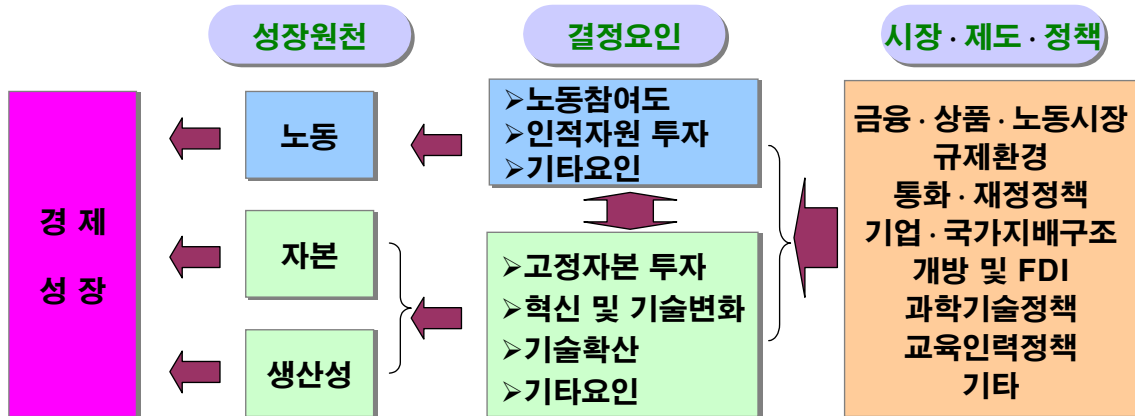 성장원천
결정요인
시장 · 제도 · 정책
경 제
성 장
노동
자본
생산성
➢노동참여도
➢인적자원 투자
➢기타요인
➢고정자본 투자
➢혁신 및 기술변화
➢기술확산
➢기타요인
금융 · 상품 · 노동시장
규제환경
통화 · 재정정책
기업 · 국가지배구조
개방 및 FDI
과학기술정책
교육인력정책
기타